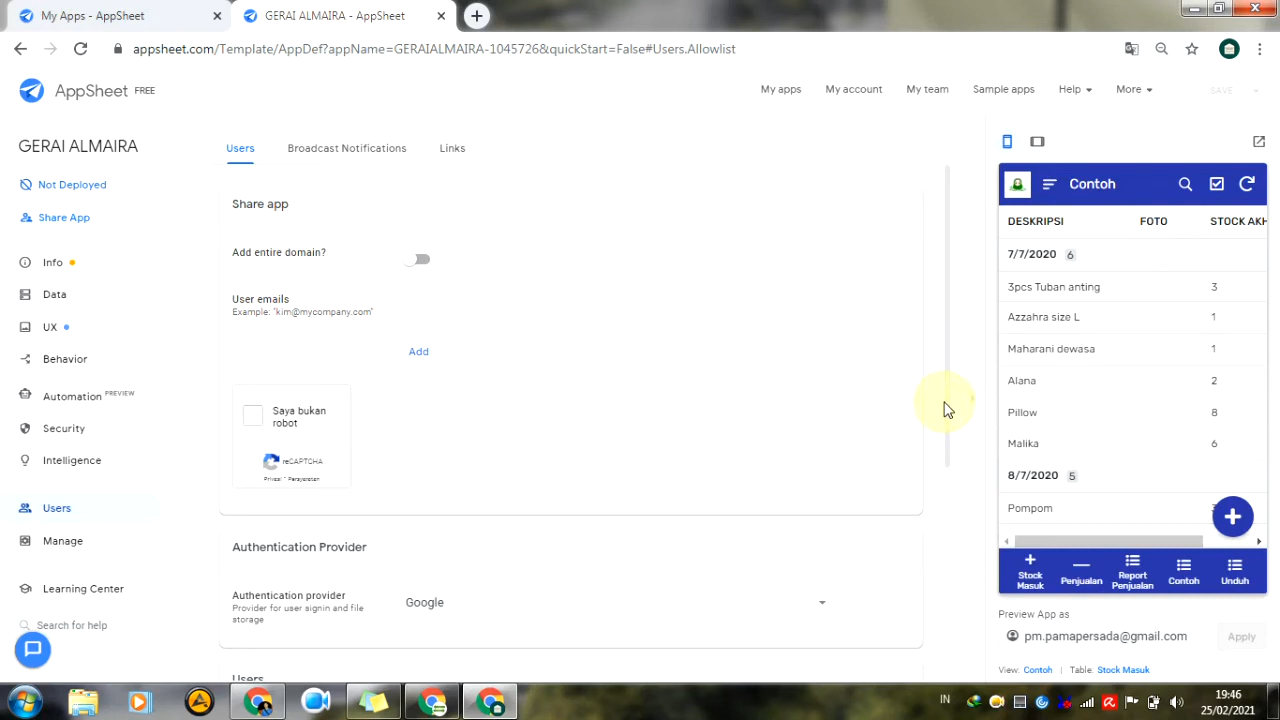 My Apps - AppSheet
GERAI ALMAIRA - AppSheet
appsheet.com/Template/AppDef?appName=GERAIALMAIRA-1045726&quickStart=False#Users.Allowlist
AppSheet FREE
My apps
My account
My team
Sample apps
Help
More
SAVE
GERAI ALMAIRA
Not Deployed
Share App
Info
Data
UX
Behavior
Automation PREVIEW
Security
Intelligence
Users
Manage
Learning Center
Search for help
Users
Broadcast Notifications
Links
Share app
Add entire domain?
User emails
Example: "kim@mycompany.com"
Add
Saya bukan
robot
reCAPTCHA
Privasi - Persyaratan
Authentication Provider
Authentication provider
Provider for user signin and file
storage
Google
Users
Contoh
DESKRIPSI FOTO STOCK AKH
7/7/2020 6
3pcs Tuban anting 3
Azzahra size L 1
Maharani dewasa 1
Alana 2
Pillow 8
Malika 6
8/7/2020 5
Pompom
Stock
Masuk
Penjualan
Report
Penjualan
Contoh
Unduh
Preview App as
pm.pamapersada@gmail.com
Apply
View: Contoh Table: Stock Masuk
IN
19:46
25/02/2021